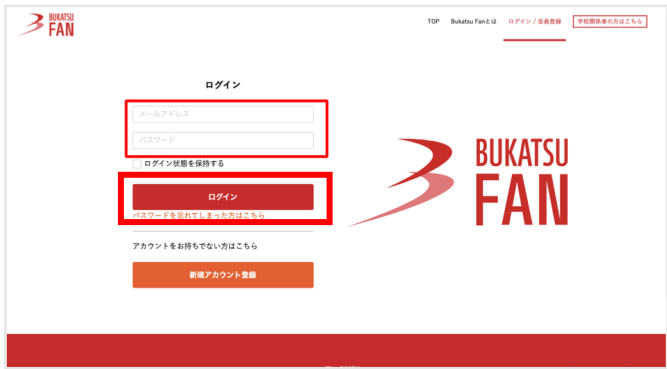 BUKATSU
FAN
TOP Bukatsu Fanとは ログイン / 会員登録 学校関係者の方はこちら
ログイン
メールアドレス
パスワード
ログイン状態を保持する
ログイン
パスワードを忘れてしまった方はこちら
アカウントをお持ちでない方はこちら
新規アカウント登録
BUKATSU
FAN